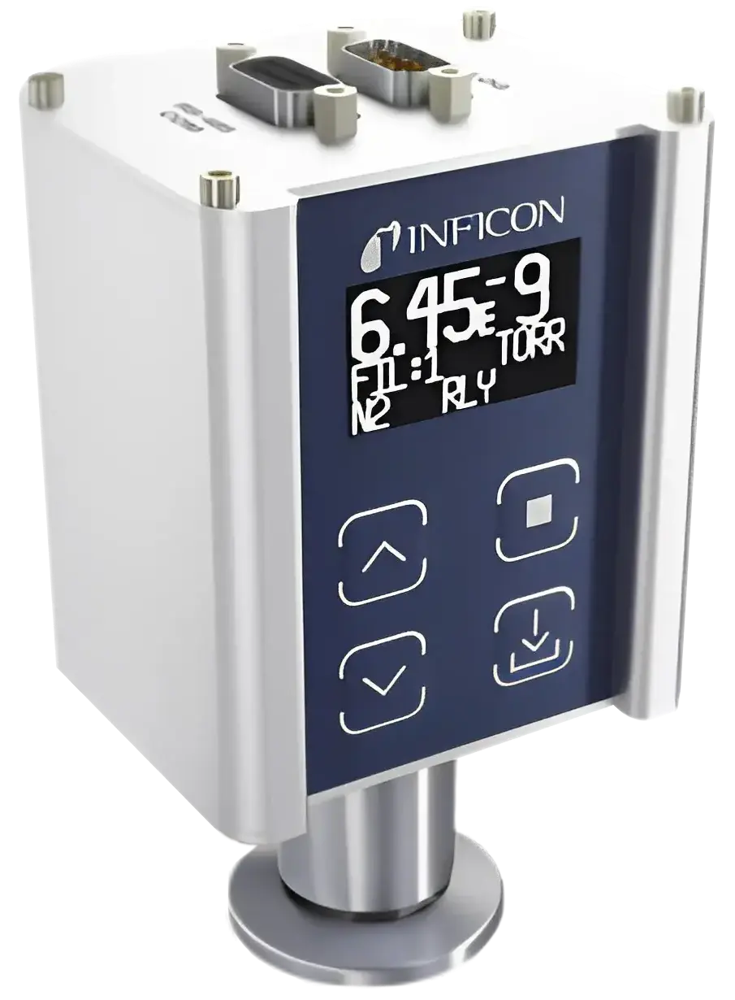 INFICON
6.45E-9
TORR
FIL:1
N2 RLY